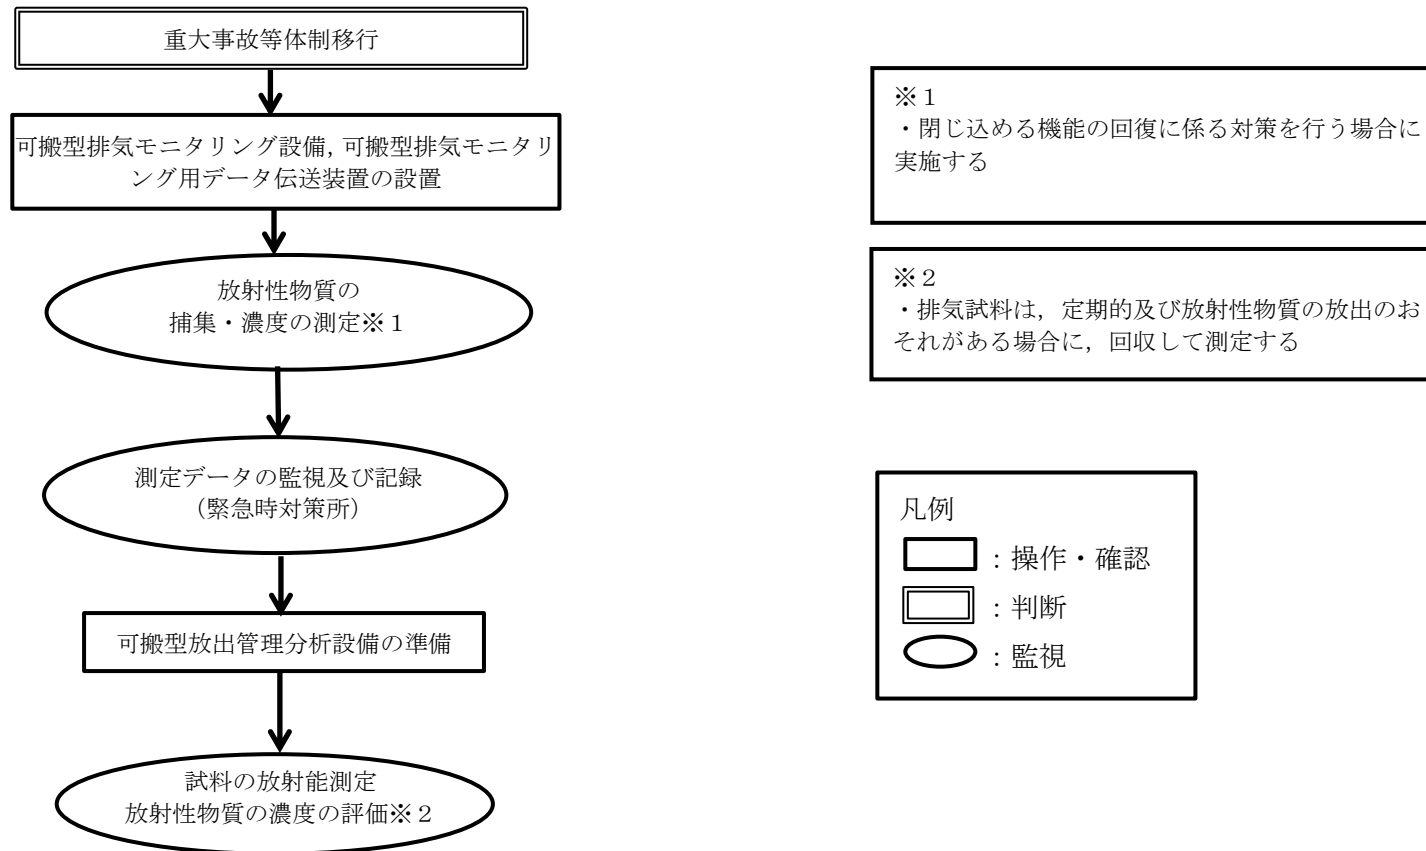 重大事故等体制移行
可搬型排気モニタリング設備，可搬型排気モニタリ
ング用データ伝送装置の設置
放射性物質の
捕集・濃度の測定※１
測定データの監視及び記録
（緊急時対策所）
可搬型放出管理分析設備の準備
試料の放射能測定
放射性物質の濃度の評価※２
※１
・閉じ込める機能の回復に係る対策を行う場合に
実施する
※２
・排気試料は，定期的及び放射性物質の放出のお
それがある場合に，回収して測定する
凡例
：操作・確認
：判断
：監視